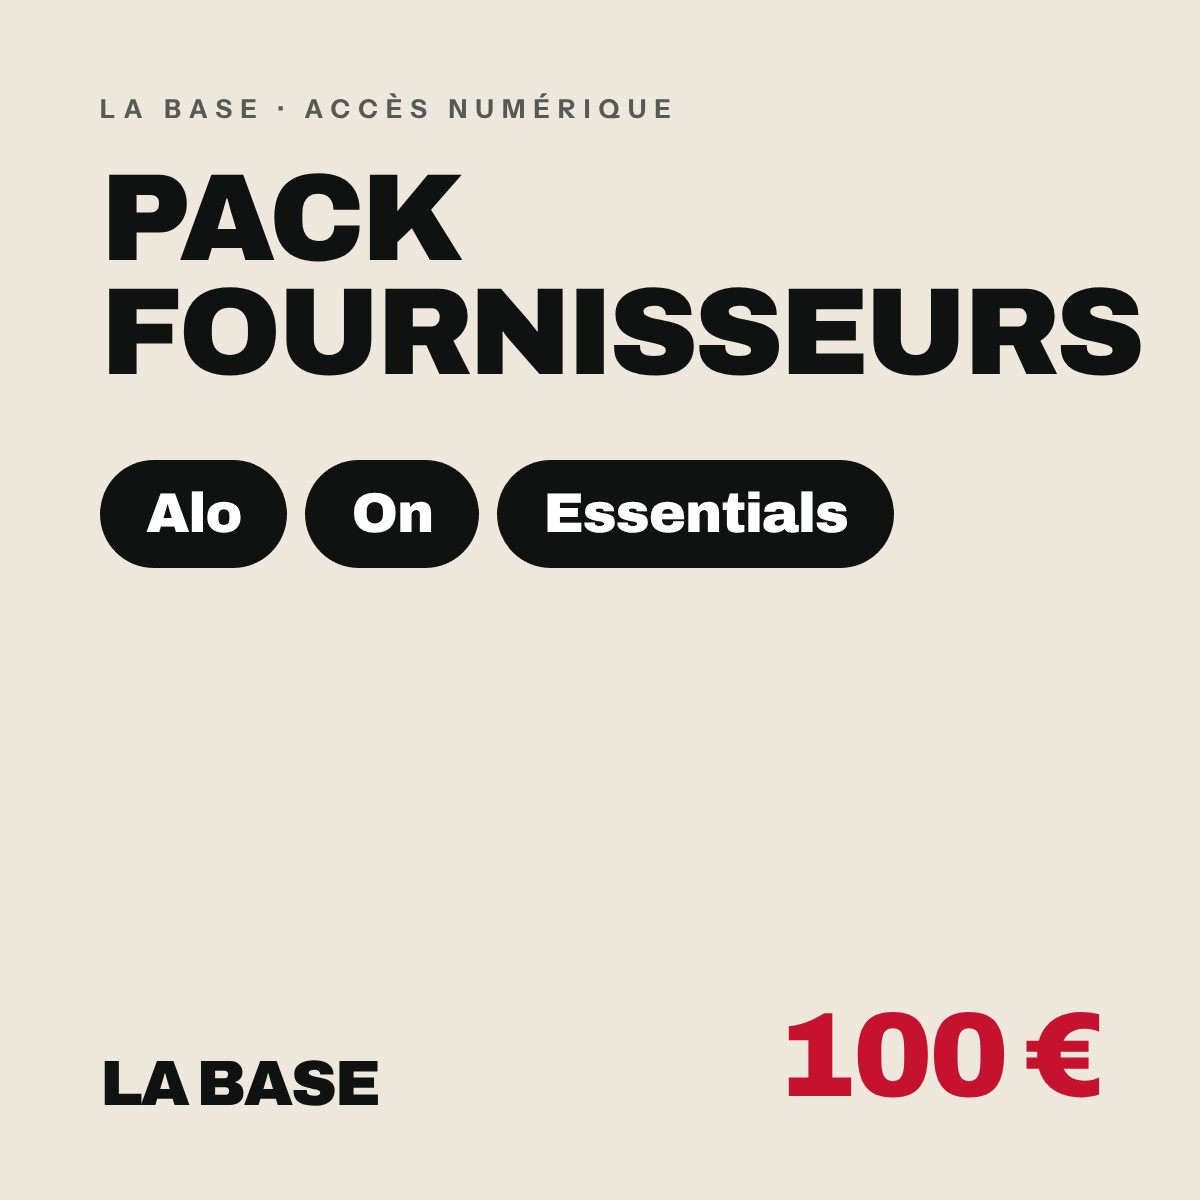 LA BASE · ACCÈS NUMÉRIQUE
PACK
FOURNISSEURS
Alo On Essentials
LA BASE 100 €